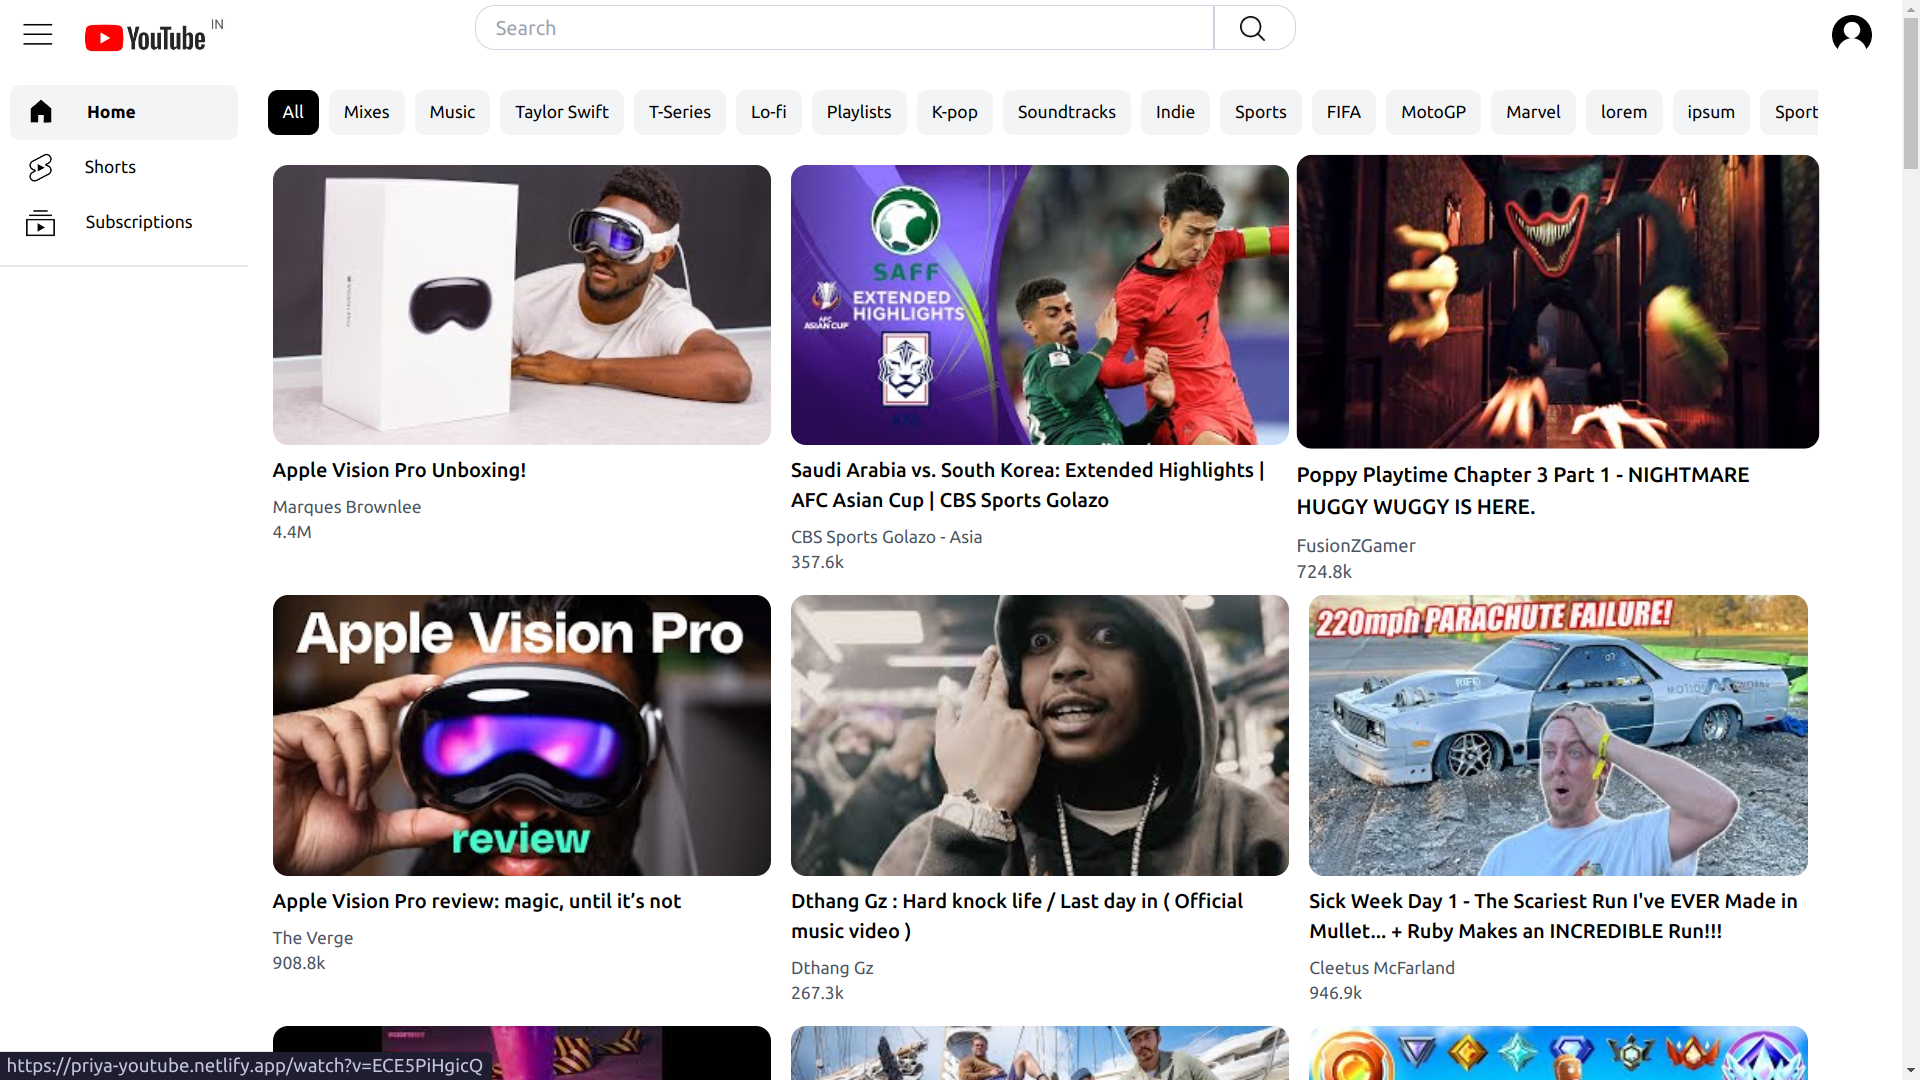 YouTube IN
Search
Home
Shorts
Subscriptions
All Mixes Music Taylor Swift T-Series Lo-fi Playlists K-pop Soundtracks Indie Sports FIFA MotoGP Marvel lorem ipsum Sport
SAFF
AFC
ASIAN CUP
EXTENDED
HIGHLIGHTS
7
Apple Vision Pro Unboxing!
Marques Brownlee
4.4M
Saudi Arabia vs. South Korea: Extended Highlights |
AFC Asian Cup | CBS Sports Golazo
CBS Sports Golazo - Asia
357.6k
Poppy Playtime Chapter 3 Part 1 - NIGHTMARE
HUGGY WUGGY IS HERE.
FusionZGamer
724.8k
Apple Vision Pro
review
220mph PARACHUTE FAILURE!
Apple Vision Pro review: magic, until it’s not
The Verge
908.8k
Dthang Gz : Hard knock life / Last day in ( Official
music video )
Dthang Gz
267.3k
Sick Week Day 1 - The Scariest Run I've EVER Made in
Mullet... + Ruby Makes an INCREDIBLE Run!!!
Cleetus McFarland
946.9k
https://priya-youtube.netlify.app/watch?v=ECE5PiHgicQ